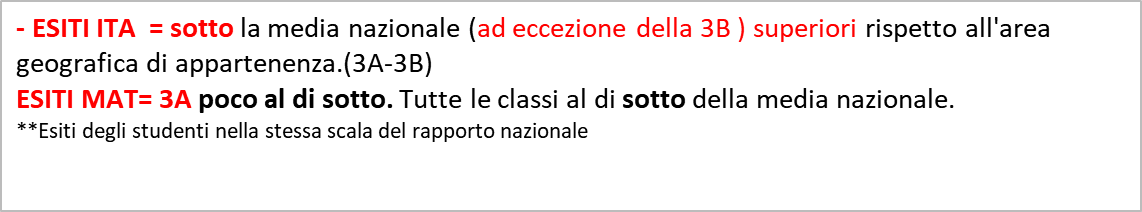 - ESITI ITA  = sotto la media nazionale (ad eccezione della 3B ) superiori rispetto all'area
geografica di appartenenza.(3A-3B)
ESITI MAT= 3A poco al di sotto. Tutte le classi al di sotto della media nazionale.
**Esiti degli studenti nella stessa scala del rapporto nazionale